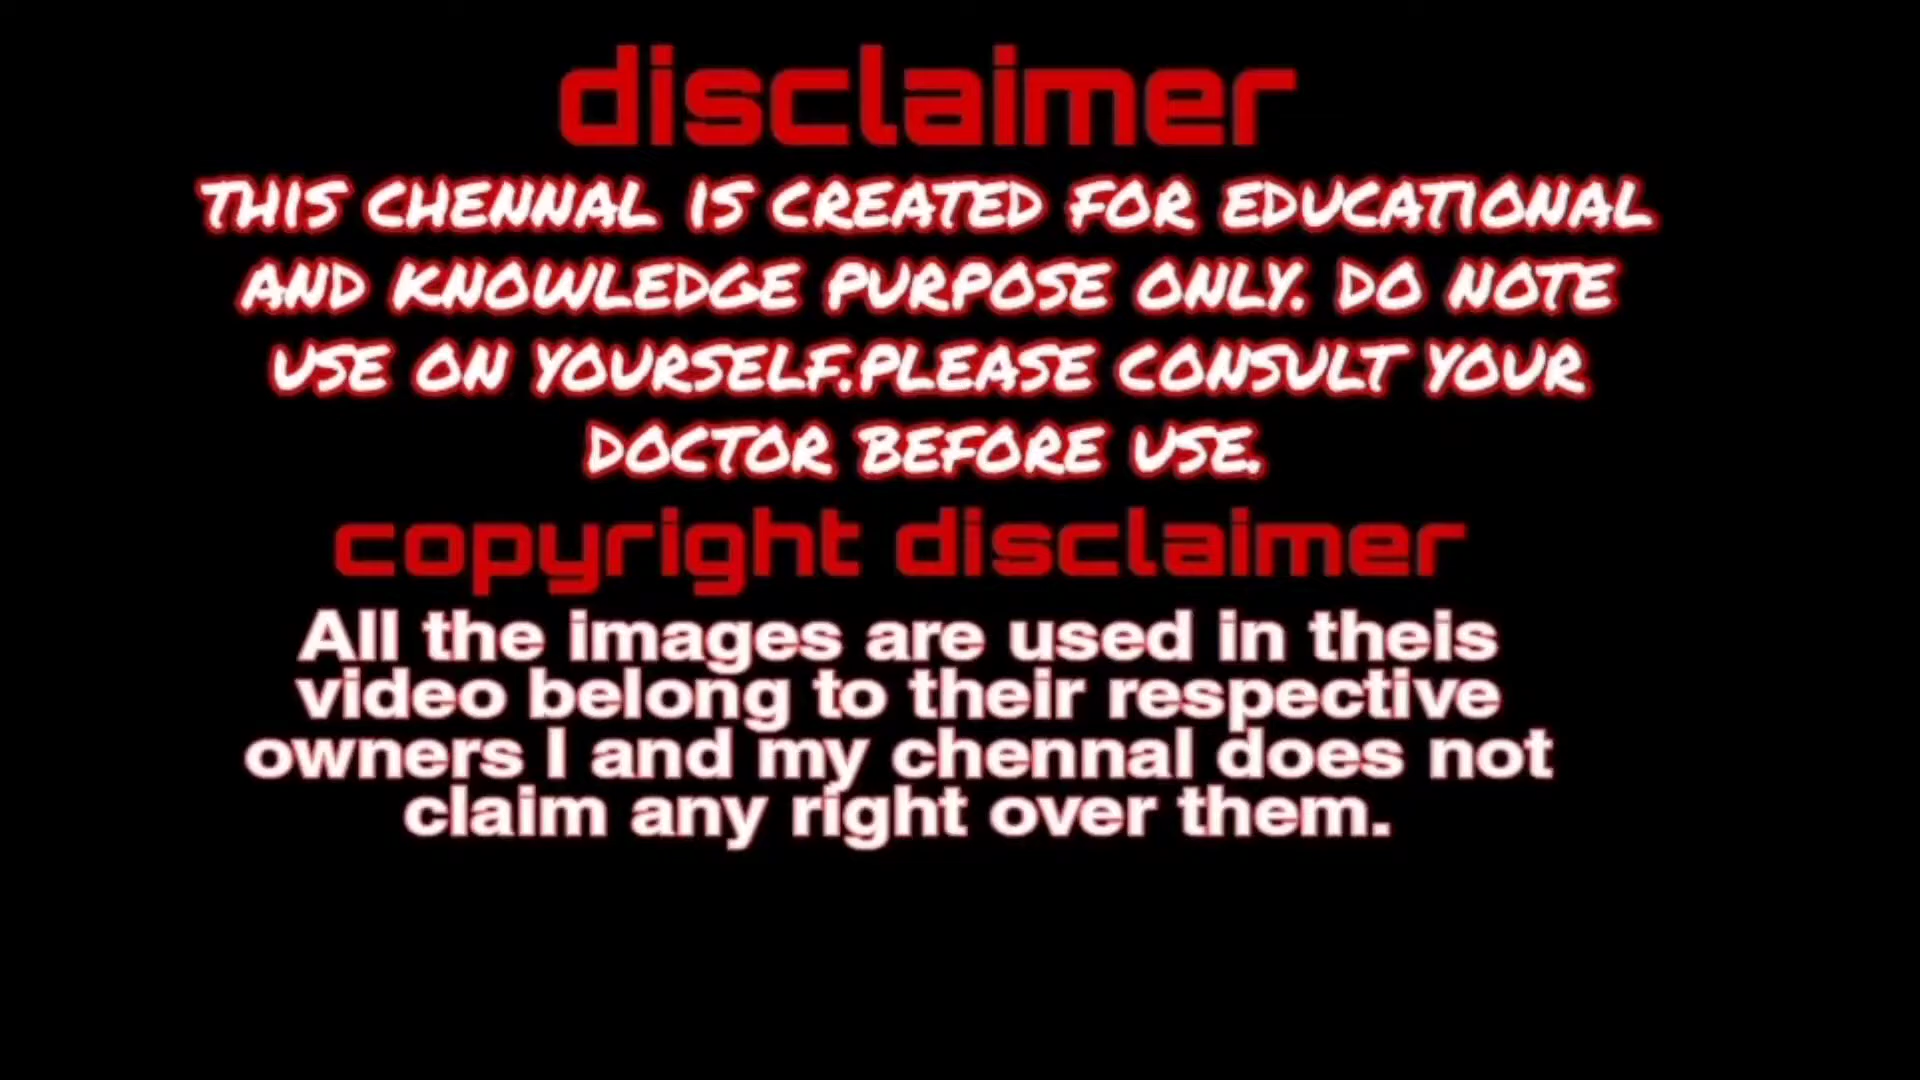 disclaimer
THIS CHENNAL IS CREATED FOR EDUCATIONAL
AND KNOWLEDGE PURPOSE ONLY. DO NOTE
USE ON YOURSELF.PLEASE CONSULT YOUR
DOCTOR BEFORE USE.
copyright disclaimer
All the images are used in theis
video belong to their respective
owners I and my chennal does not
claim any right over them.